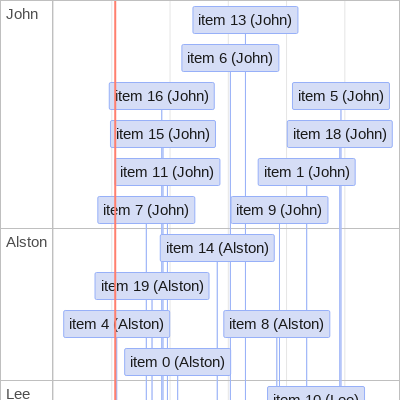 John
item 13 (John)
item 6 (John)
item 16 (John)
item 5 (John)
item 15 (John)
item 18 (John)
item 11 (John)
item 1 (John)
item 7 (John)
item 9 (John)
Alston
item 14 (Alston)
item 19 (Alston)
item 4 (Alston)
item 8 (Alston)
item 0 (Alston)
Lee
item 10 (Lee)